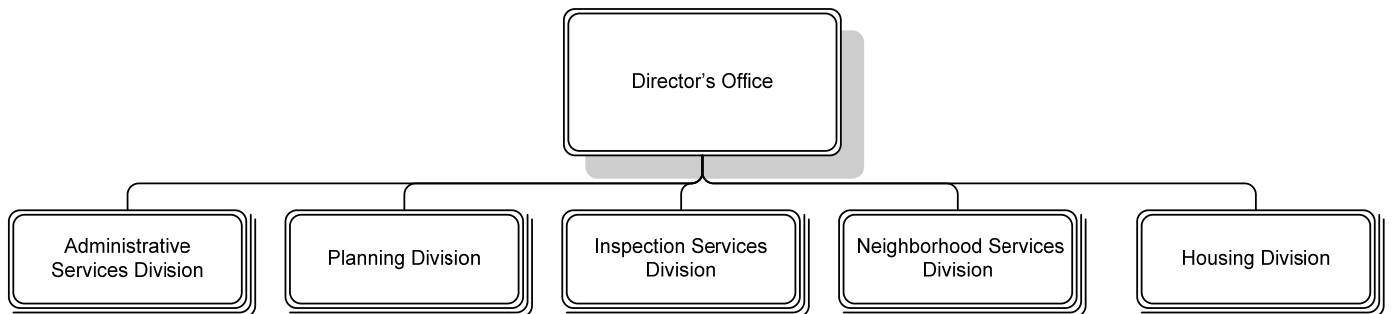 Director’s Office
Administrative
Services Division
Planning Division
Inspection Services
Division
Neighborhood Services
Division
Housing Division